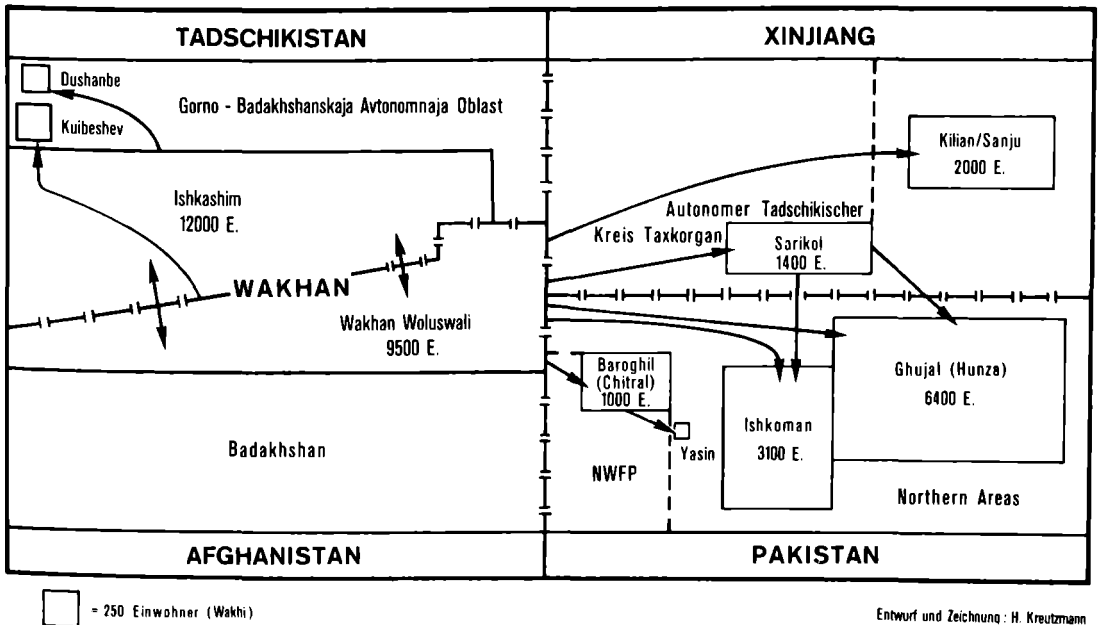 TADSCHIKISTAN
XINJIANG
Dushanbe
Kuibeshev
Gorno - Badakhshanskaja Avtonomnaja Oblast
Ishkashim
12000 E.
WAKHAN
Wakhan Woluswali
9500 E.
Badakhshan
Kilian/Sanju
2000 E.
Autonomer Tadschikischer
Kreis Taxkorgan
Sarikol
1400 E.
Baroghil
(Chitral)
1000 E.
Yasin
NWFP
Ishkoman
3100 E.
Ghujal (Hunza)
6400 E.
Northern Areas
AFGHANISTAN
PAKISTAN
= 250 Einwohner (Wakhi)
Entwurf und Zeichnung : H. Kreutzmann